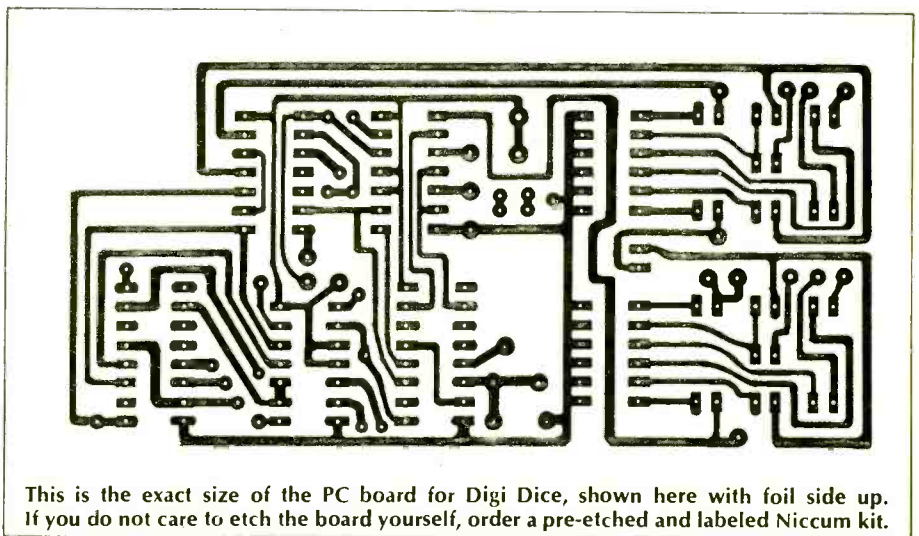 This is the exact size of the PC board for Digi Dice, shown here with foil side up.
If you do not care to etch the board yourself, order a pre-etched and labeled Niccum kit.